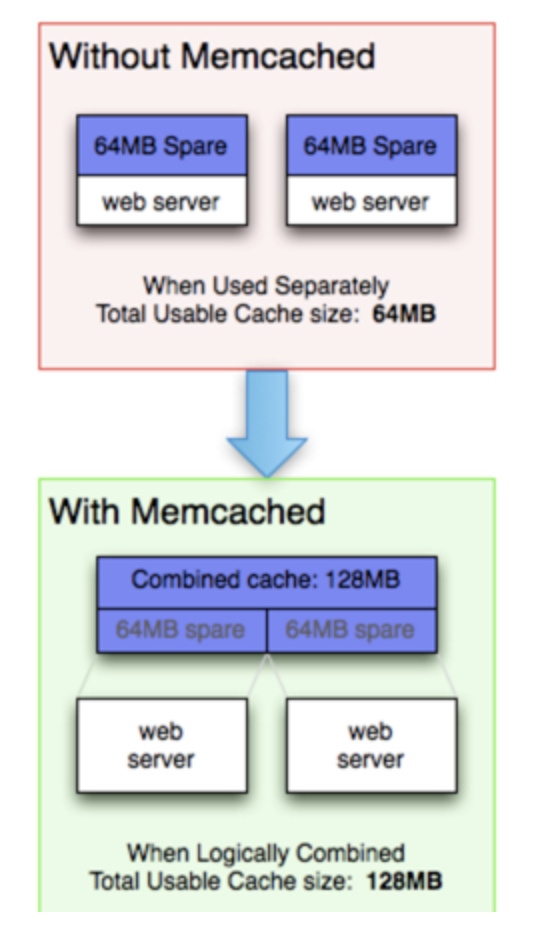 Without Memcached
64MB Spare
web server
64MB Spare
web server
When Used Separately
Total Usable Cache size: 64MB
With Memcached
Combined cache: 128MB
64MB spare
64MB spare
web
server
web
server
When Logically Combined
Total Usable Cache size: 128MB